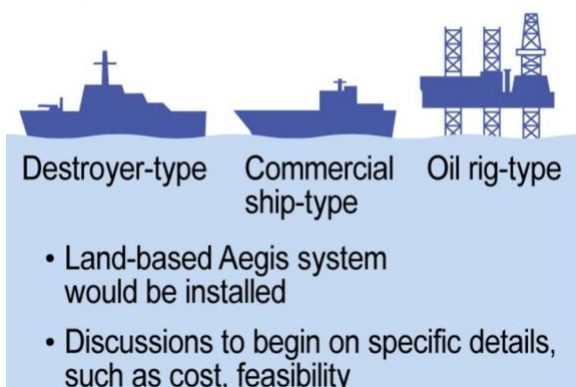 Destroyer-type
Commercial
ship-type
Oil rig-type
• Land-based Aegis system
would be installed
• Discussions to begin on specific details,
such as cost, feasibility